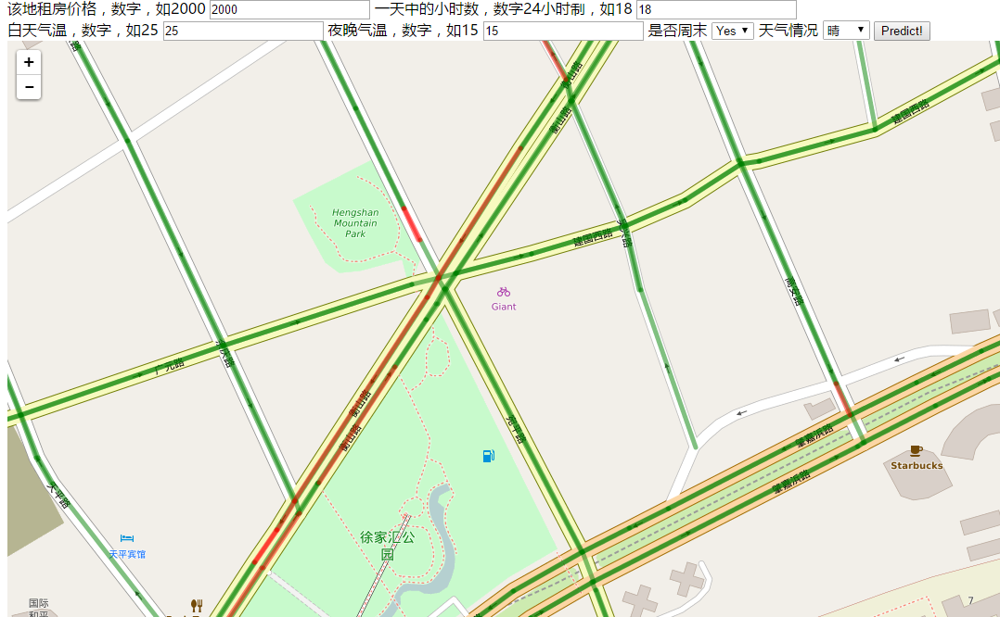 该地租房价格，数字，如2000 2000 一天中的小时数，数字24小时制，如18 18
白天气温，数字，如25 25 夜晚气温，数字，如15 15 是否周末 Yes 天气情况 晴 Predict!
+
−
衡山路
衡山路
建国西路
Hengshan
Mountain
Park
建国西路
宛平路
高安路
Giant
广元路
衡山路
衡山路
肇嘉浜路
肇嘉浜路
Starbucks
天平路
徐家汇公
园
天平宾馆
国际
7